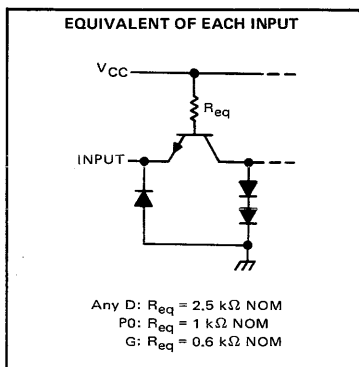 EQUIVALENT OF EACH INPUT
VCC
Req
INPUT
Any D: Req = 2.5 kΩ NOM
P0: Req = 1 kΩ NOM
G: Req = 0.6 kΩ NOM